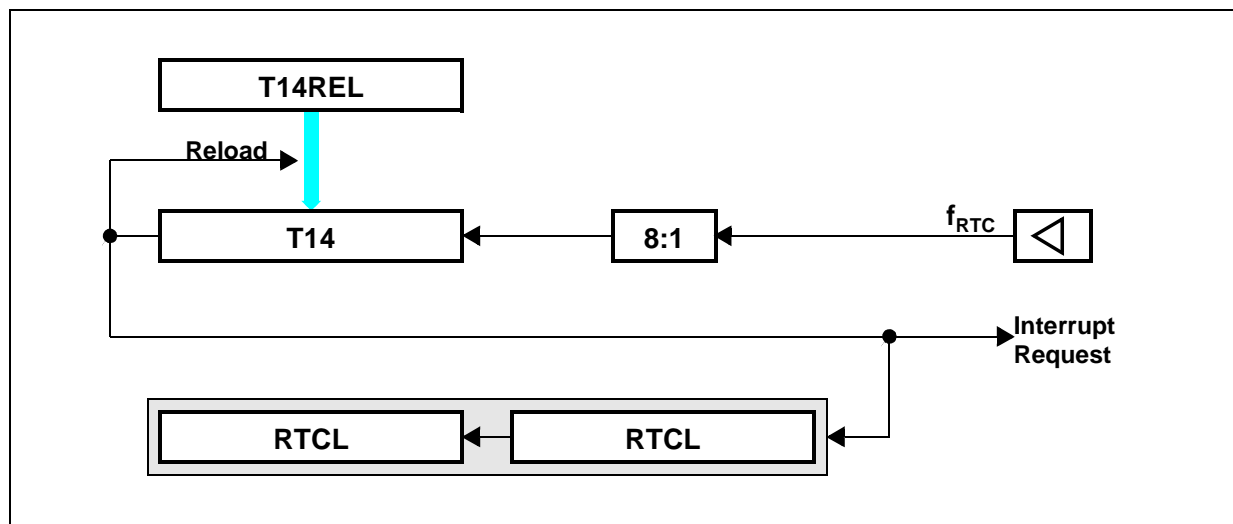 T14REL
Reload
T14
8:1
fRTC
Interrupt
Request
RTCL
RTCL